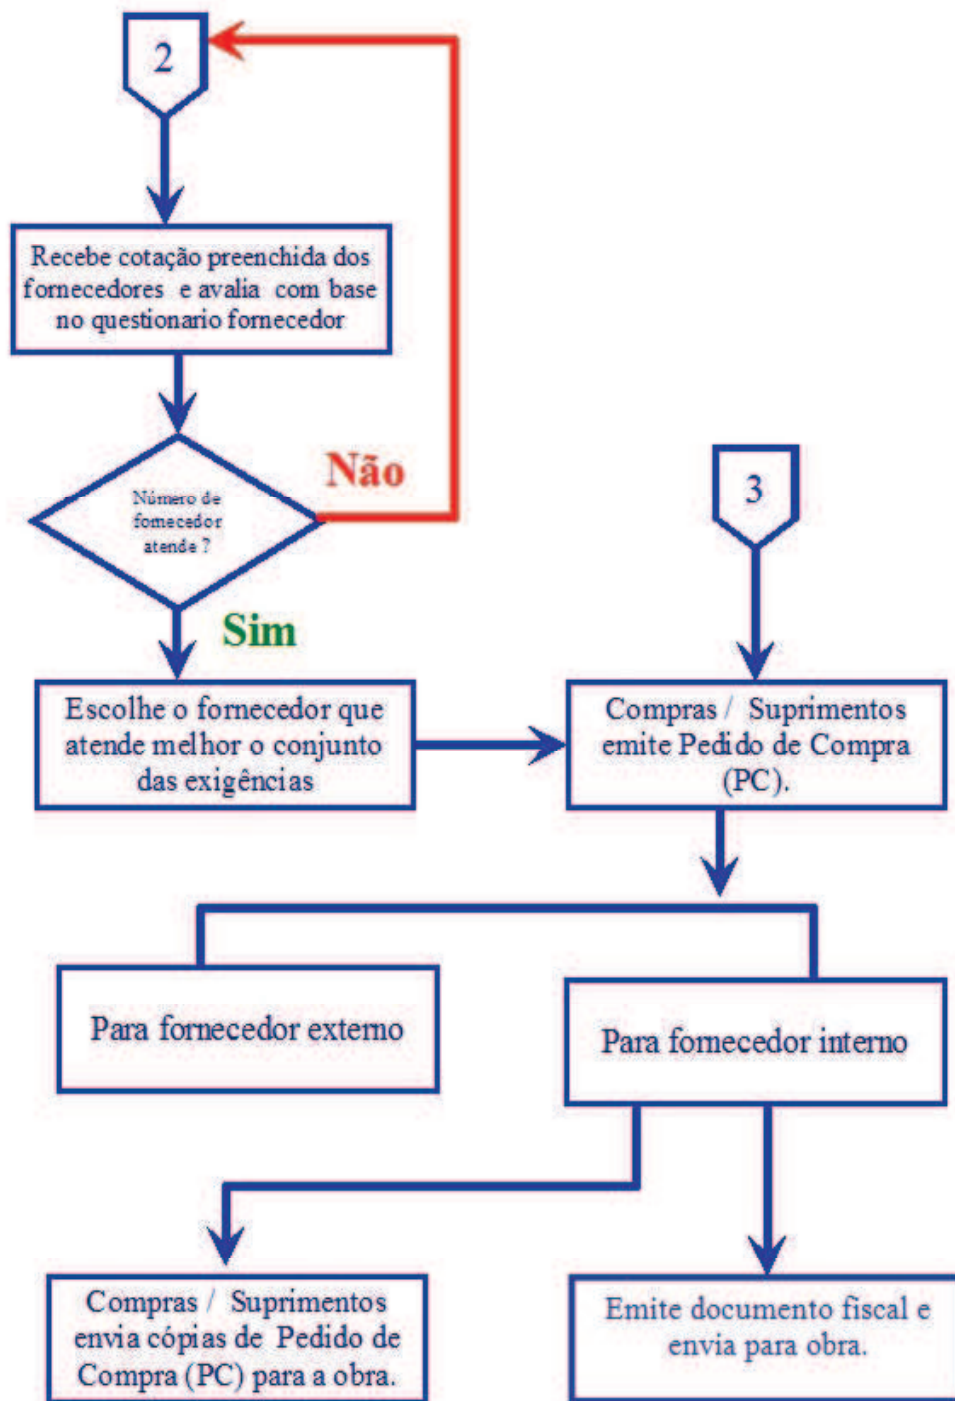 2
Recebe cotação preenchida dos
fornecedores e avalia com base
no questionario fornecedor
Não
Número de
fornecedor
atende ?
3
Sim
Escolhe o fornecedor que
atende melhor o conjunto
das exigências
Compras / Suprimentos
emite Pedido de Compra
(PC).
Para fornecedor externo
Para fornecedor interno
Compras / Suprimentos
envia cópias de Pedido de
Compra (PC) para a obra.
Emite documento fiscal e
envia para obra.